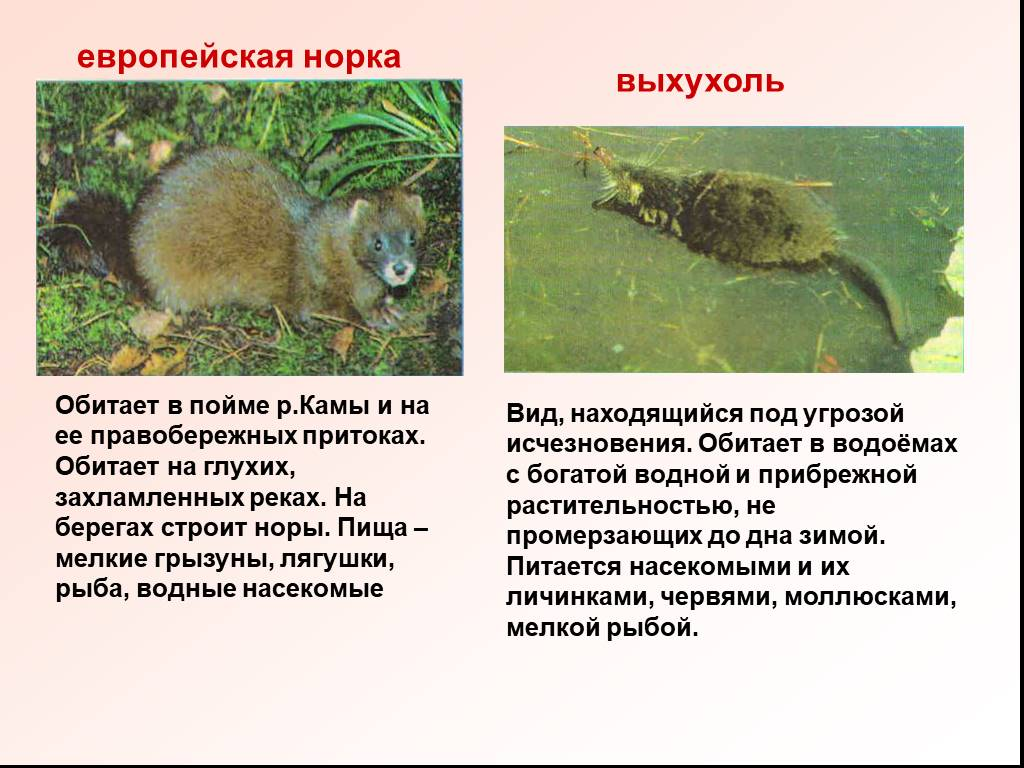 европейская норка
Обитает в пойме р.Камы и на
ее правобережных притоках.
Обитает на глухих,
захламленных реках. На
берегах строит норы. Пища –
мелкие грызуны, лягушки,
рыба, водные насекомые
выхухоль
Вид, находящийся под угрозой
исчезновения. Обитает в водоёмах
с богатой водной и прибрежной
растительностью, не
промерзающих до дна зимой.
Питается насекомыми и их
личинками, червями, моллюсками,
мелкой рыбой.